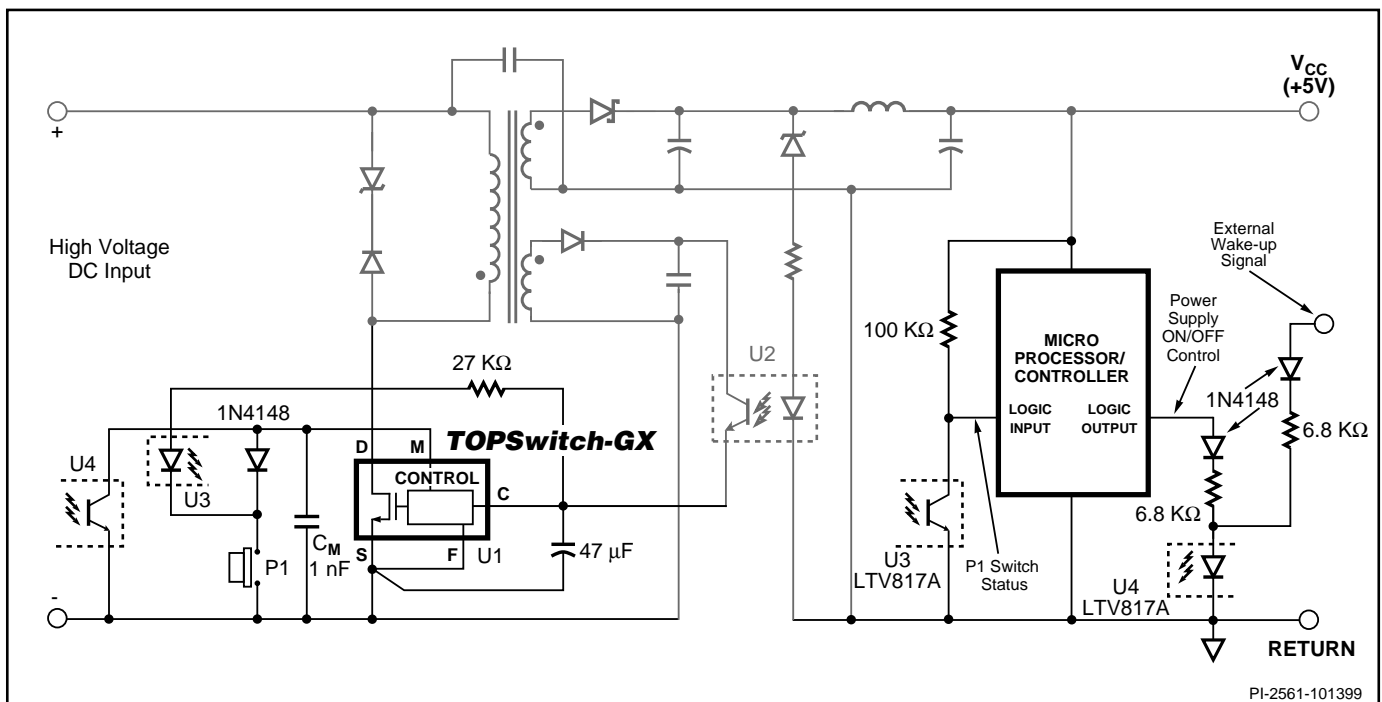 V_CC
(+5V)
+
High Voltage
DC Input
External
Wake-up
Signal
Power
Supply
ON/OFF
Control
100 KΩ
MICRO
PROCESSOR/
CONTROLLER
LOGIC
INPUT
LOGIC
OUTPUT
1N4148
6.8 KΩ
6.8 KΩ
U2
27 KΩ
1N4148
TOPSwitch-GX
D
M
CONTROL
C
S
F
U1
U4
U3
P1
C_M
1 nF
47 μF
U3
LTV817A
P1 Switch
Status
U4
LTV817A
-
RETURN
PI-2561-101399